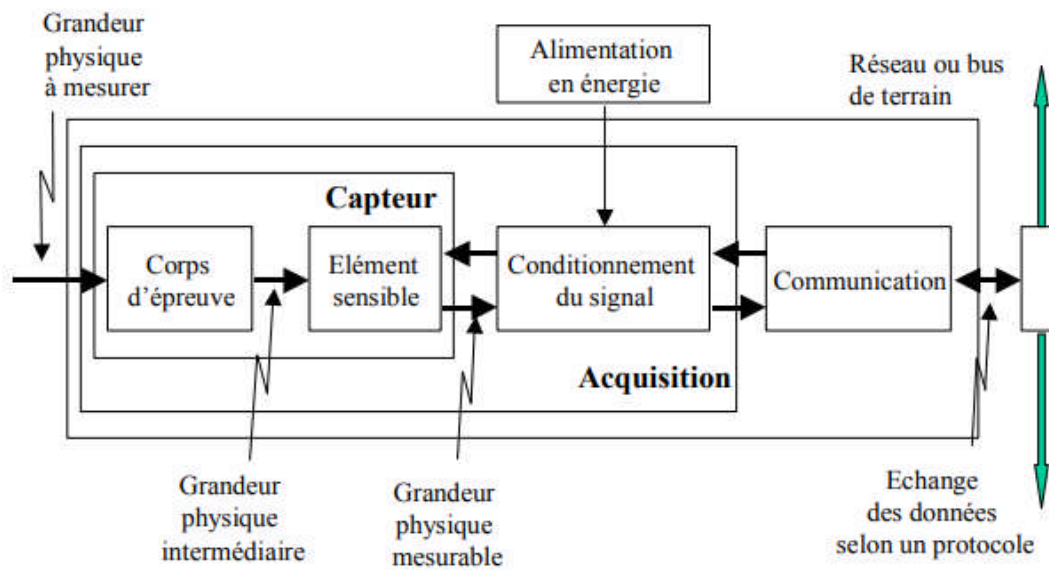 Grandeur
physique
à mesurer
Alimentation
en énergie
Réseau ou bus
de terrain
Capteur
Corps
d'épreuve
Elément
sensible
Conditionnement
du signal
Communication
Acquisition
Grandeur
physique
intermédiaire
Grandeur
physique
mesurable
Echange
des données
selon un protocole